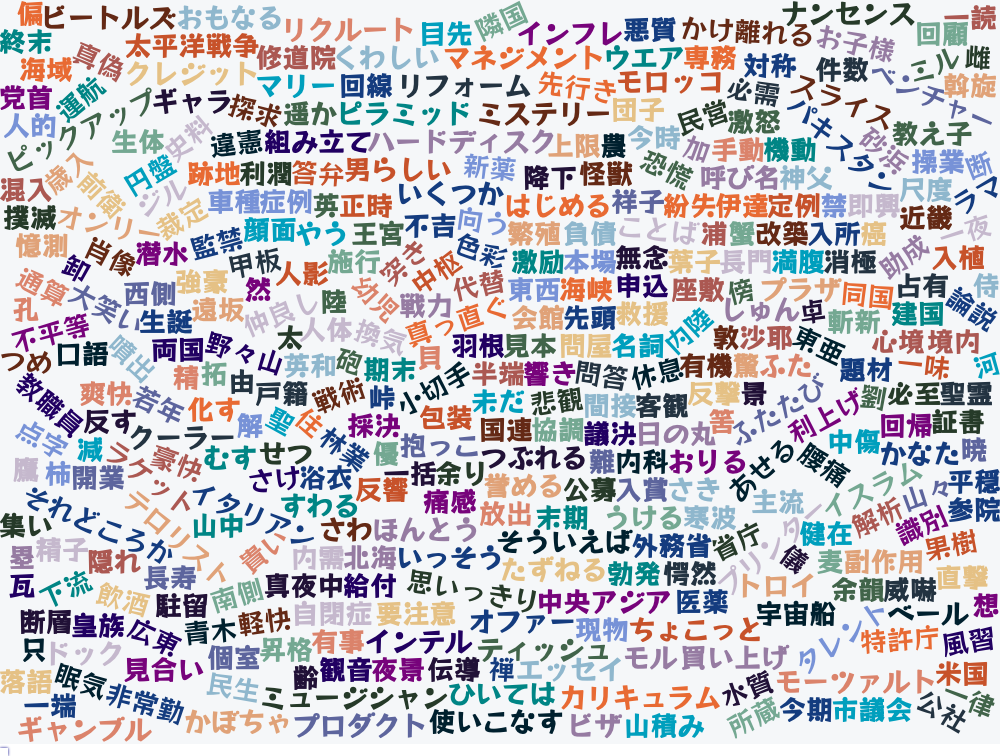 偏 ビートルズ おもなる リクルート 目先 隣国 インフレ 悪質 かけ離れる ナンセンス 回顧 一読
終末 真偽 太平洋戦争 修道院 くわしい マネジメント ウエア 専務 お子様 ミル 雌
海域 クレジット マリー 回線 リフォーム 先行き モロッコ 対称 件数 ベンチャー 斡旋
党首 運航 ギャラ 探求 遥か ピラミッド ミステリー 団子 必需 スライス
人的 ピックアップ 生体 史料 違憲 組み立て ハードディスク 上限 農 今時 民営 激怒 パキスタン 砂浜 教え子
混入 歳入 前衛 円盤 跡地 利潤 答弁 男らしい 新薬 降下 怪獣 恐慌 加 手動 機動 呼び名 神父 尺度 操業 断
撲滅 オンリー ジル 裁定 車種 症例 英 正時 いくつか はじめる 祥子 紛失 伊達 定例 禁 即興 近畿 ラマ
憶測 肖像 潜水 監禁 顔面 やう 王宮 不吉 向う 繁殖 負債 ことば 浦 蟹 改築 入所 癌 一夜
通算 卸 甲板 人影 施行 突き 中枢 色彩 激励 本場 無念 葉子 長門 満腹 消極 助成 入植
孔 大笑い 西側 強豪 然 幼児 戦力 代替 東西 海峡 申込 座敷 傍 プラザ 同国 占有 侍
不平等 生誕 遠坂 仲良し 陸 真っ直ぐ 会館 先頭 救援 しゅん 卓 斬新 建国 論説
つめ 口語 噴出 両国 野々山 太 人体 換気 貝 羽根 見本 問屋 名詞 内陸 敦 沙耶 東亜 心境 境内
教職員 爽快 若年 精 拓 由 英和 砲 期末 半端 響き 問答 休息 有機 驚 ふた 題材 一味 河
反す 化す 戸籍 戦術 峠 小切手 未だ 悲観 間接 客観 反撃 景 劉 必至 聖霊
点字 減 クーラー 解 聖 住 林業 採決 包装 国連 協調 議決 日の丸 筈 ふたたび 利上げ 回帰 証書
鷹 柿 開業 ラケット 豪快 むす せつ 優 抱っこ つぶれる 難 内科 おりる 腰痛 中傷 かなた 暁
それどころか イタリアン さけ 浴衣 反響 一括 余り 誉める 公募 入賞 さき あせる 主流 イスラム 山々 平穏
集い テロリスト 山中 すわる 痛感 放出 末期 うける 寒波 プリンター 健在 解析 識別 参院
塁 精子 隠れ 責い さわ ほんとう そういえば 外務省 省庁 儀 麦 副作用 果樹
瓦 下流 長寿 内需 北海 いっそう たずねる 勃発 愕然 トロイ 余韻 威嚇 直撃
飲酒 駐留 南側 真夜中 給付 思いっきり 中央アジア 医薬 宇宙船 ベール 想
断層 皇族 広東 青木 軽快 自閉症 要注意 オファー 現物 ちょこっと タレント 特許庁 風習
只 ドック 見合い 個室 昇格 有事 インテル ティッシュ モル 買い上げ
落語 眠気 非常勤 民生 齢 観音 夜景 伝導 禅 エッセイ 水質 モーツァルト 米国
一端 ミュージシャン ひいては カリキュラム 所蔵 今期 市議会 公社 一律
ギャンブル かぼちゃ プロダクト 使いこなす ビザ 山積み